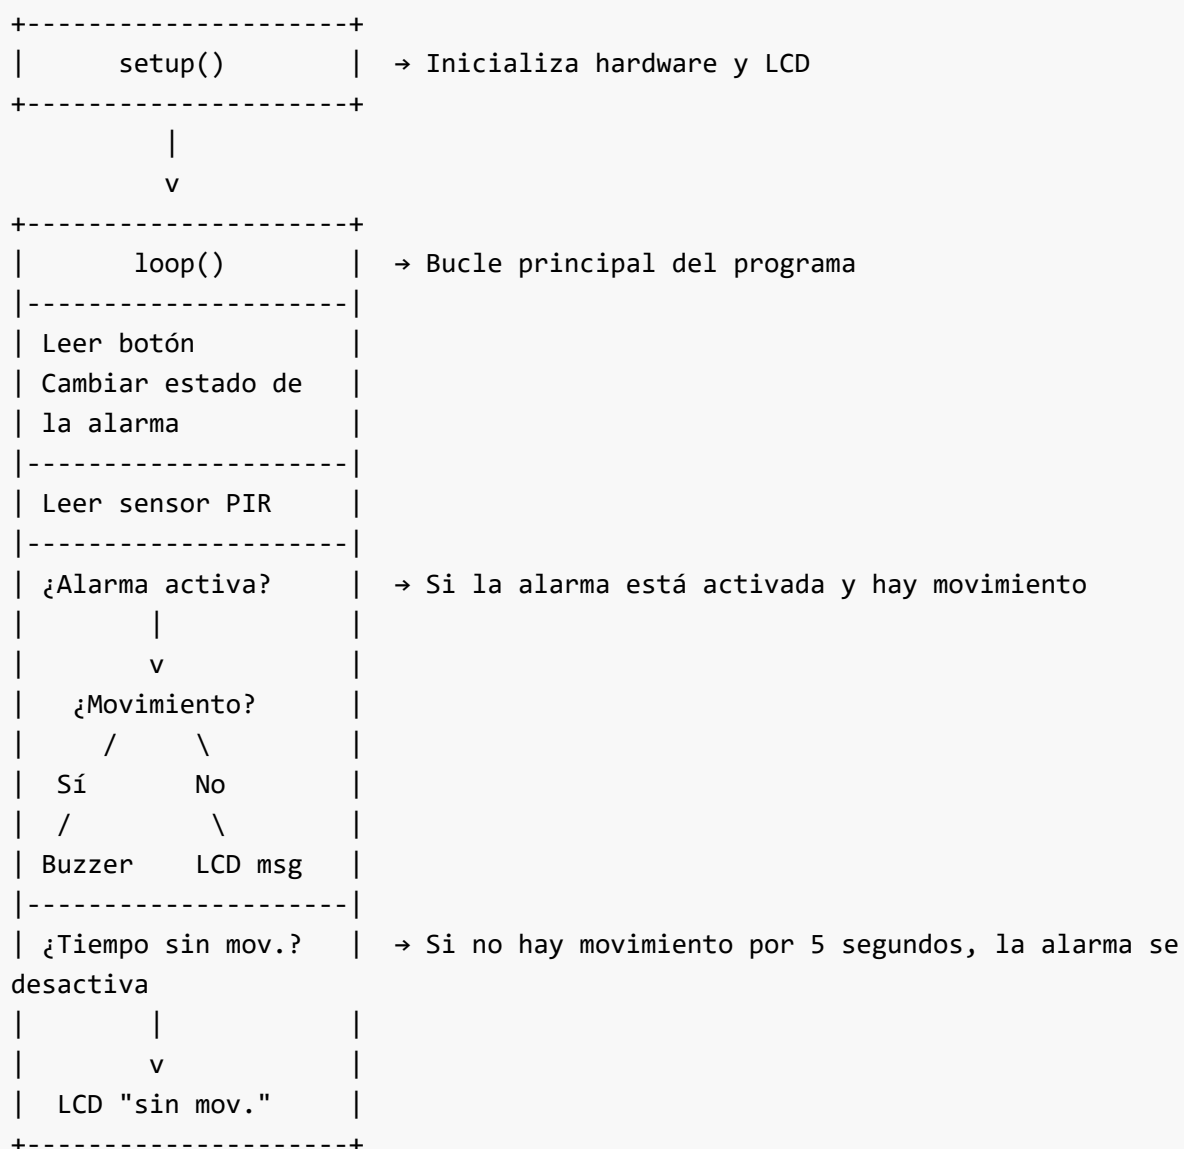 +---------------------+
|      setup()        |  → Inicializa hardware y LCD
+---------------------+
          |
          v
+---------------------+
|       loop()        |  → Bucle principal del programa
|---------------------|
| Leer botón          |
| Cambiar estado de   |
| la alarma           |
|---------------------|
| Leer sensor PIR     |
|---------------------|
| ¿Alarma activa?     |  → Si la alarma está activada y hay movimiento
|        |            |
|        v            |
|   ¿Movimiento?      |
|     /     \         |
|  Sí       No        |
|  /         \        |
| Buzzer    LCD msg   |
|---------------------|
| ¿Tiempo sin mov.?   |  → Si no hay movimiento por 5 segundos, la alarma se
desactiva
|        |            |
|        v            |
|  LCD "sin mov."     |
+---------------------+